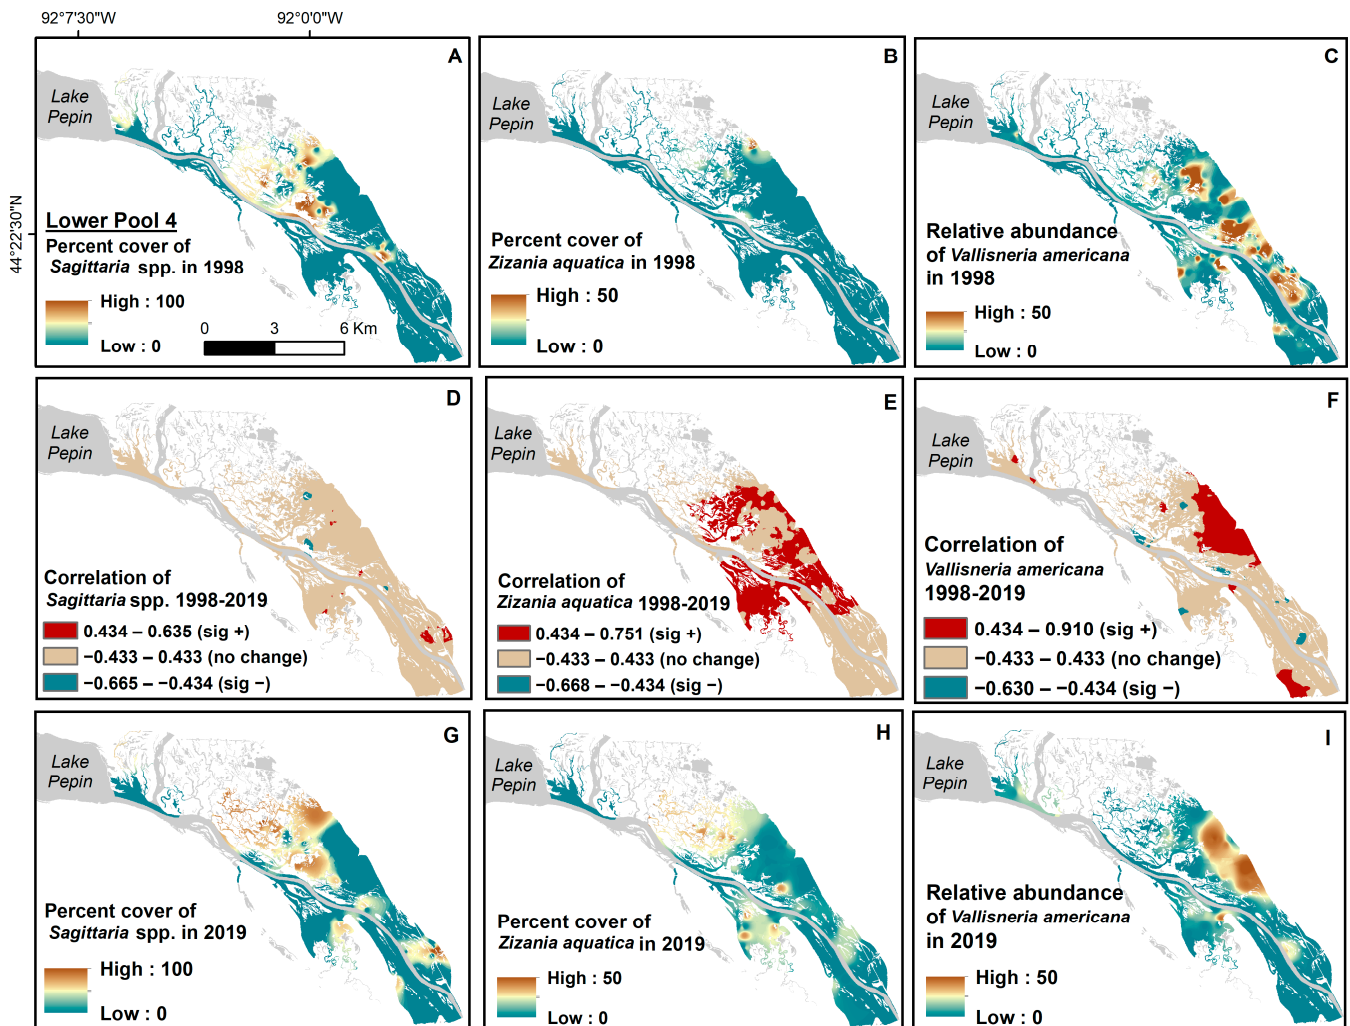 92°7'30"W
92°0'0"W
44°22'30"N
A
Lake
Pepin
Lower Pool 4
Percent cover of
Sagittaria spp. in 1998
High : 100
Low : 0
0 3 6 Km
B
Lake
Pepin
Percent cover of
Zizania aquatica in 1998
High : 50
Low : 0
C
Lake
Pepin
Relative abundance
of Vallisneria americana
in 1998
High : 50
Low : 0
D
Lake
Pepin
Correlation of
Sagittaria spp. 1998-2019
0.434 – 0.635 (sig +)
−0.433 – 0.433 (no change)
−0.665 – −0.434 (sig −)
E
Lake
Pepin
Correlation of
Zizania aquatica 1998-2019
0.434 – 0.751 (sig +)
−0.433 – 0.433 (no change)
−0.668 – −0.434 (sig −)
F
Lake
Pepin
Correlation of
Vallisneria americana
1998-2019
0.434 – 0.910 (sig +)
−0.433 – 0.433 (no change)
−0.630 – −0.434 (sig −)
G
Lake
Pepin
Percent cover of
Sagittaria spp. in 2019
High : 100
Low : 0
H
Lake
Pepin
Percent cover of
Zizania aquatica in 2019
High : 50
Low : 0
I
Lake
Pepin
Relative abundance
of Vallisneria americana
in 2019
High : 50
Low : 0